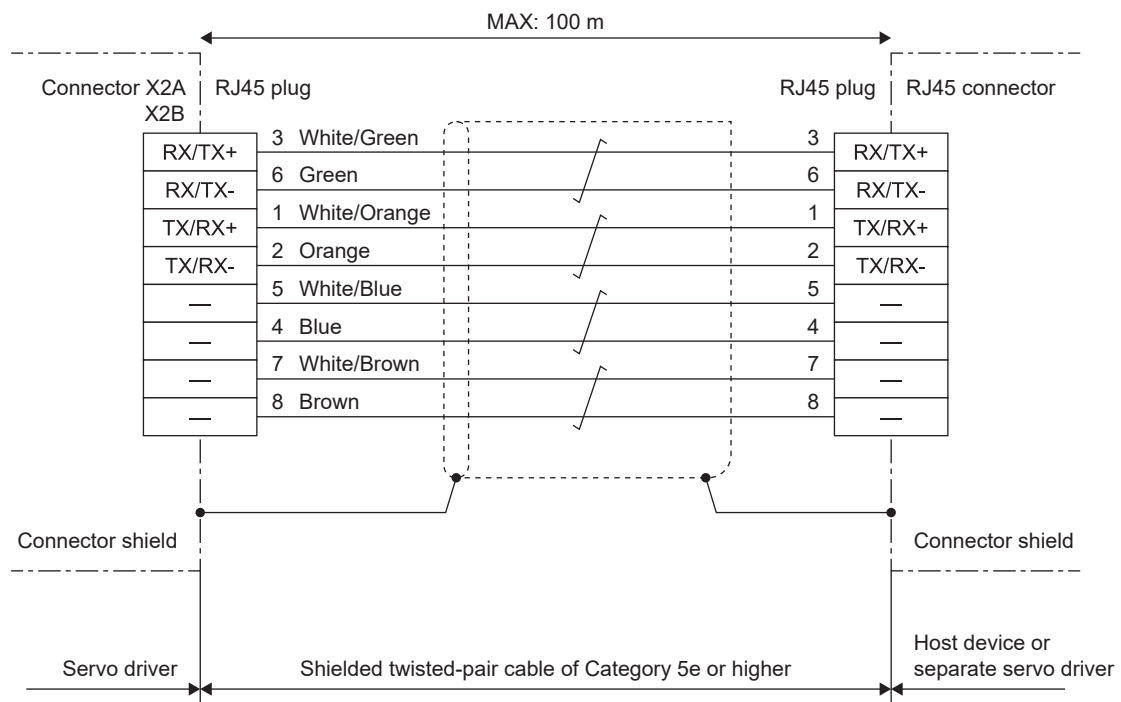 MAX: 100 m
Connector X2A RJ45 plug RJ45 plug RJ45 connector
X2B
RX/TX+ 3 White/Green 3 RX/TX+
RX/TX- 6 Green 6 RX/TX-
TX/RX+ 1 White/Orange 1 TX/RX+
TX/RX- 2 Orange 2 TX/RX-
— 5 White/Blue 5 —
— 4 Blue 4 —
— 7 White/Brown 7 —
— 8 Brown 8 —
Connector shield Connector shield
Servo driver Shielded twisted-pair cable of Category 5e or higher Host device or
separate servo driver